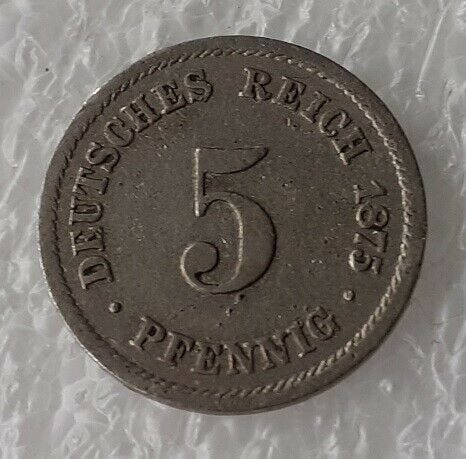 DEUTSCHES REICH 1875
5
· PFENNIG ·